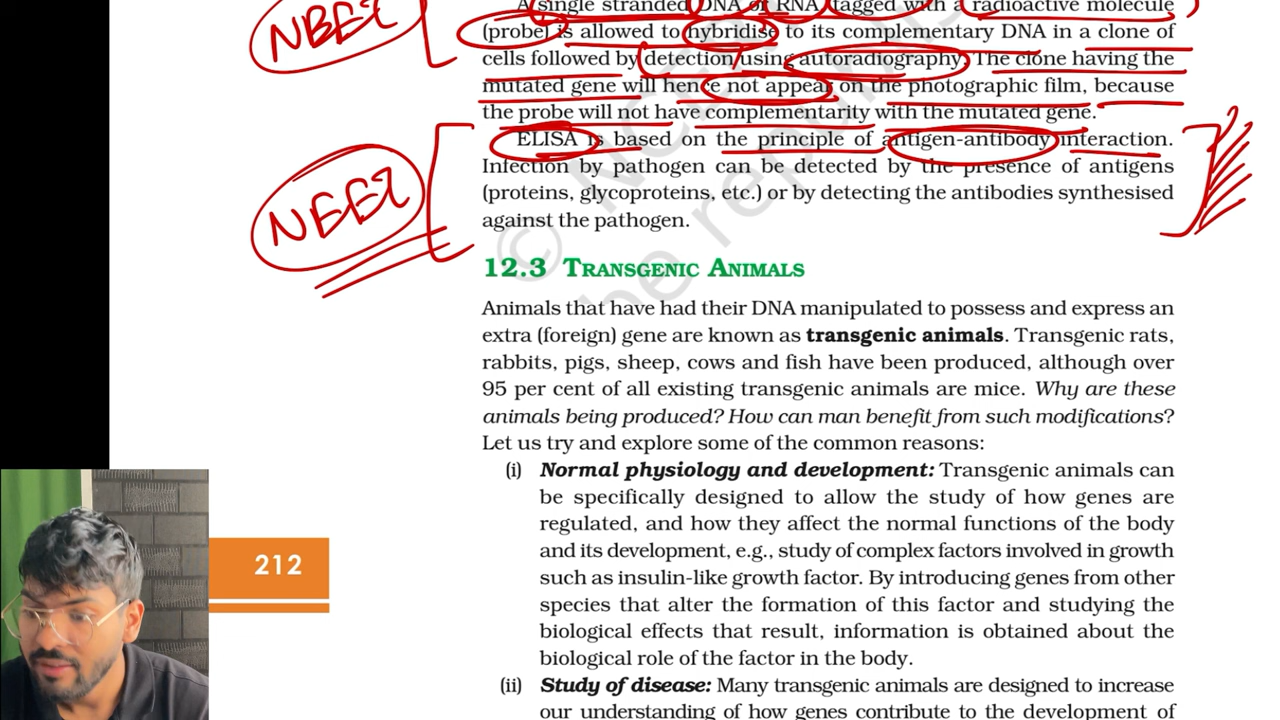 A single stranded DNA or RNA, tagged with a radioactive molecule
(probe) is allowed to hybridise to its complementary DNA in a clone of
cells followed by detection using autoradiography. The clone having the
mutated gene will hence not appear on the photographic film, because
the probe will not have complementarity with the mutated gene.
ELISA is based on the principle of antigen-antibody interaction.
Infection by pathogen can be detected by the presence of antigens
(proteins, glycoproteins, etc.) or by detecting the antibodies synthesised
against the pathogen.
NEET
NEET
12.3 TRANSGENIC ANIMALS
Animals that have had their DNA manipulated to possess and express an
extra (foreign) gene are known as transgenic animals. Transgenic rats,
rabbits, pigs, sheep, cows and fish have been produced, although over
95 per cent of all existing transgenic animals are mice. Why are these
animals being produced? How can man benefit from such modifications?
Let us try and explore some of the common reasons:
(i) Normal physiology and development: Transgenic animals can
be specifically designed to allow the study of how genes are
regulated, and how they affect the normal functions of the body
and its development, e.g., study of complex factors involved in growth
such as insulin-like growth factor. By introducing genes from other
species that alter the formation of this factor and studying the
biological effects that result, information is obtained about the
biological role of the factor in the body.
(ii) Study of disease: Many transgenic animals are designed to increase
our understanding of how genes contribute to the development of
212